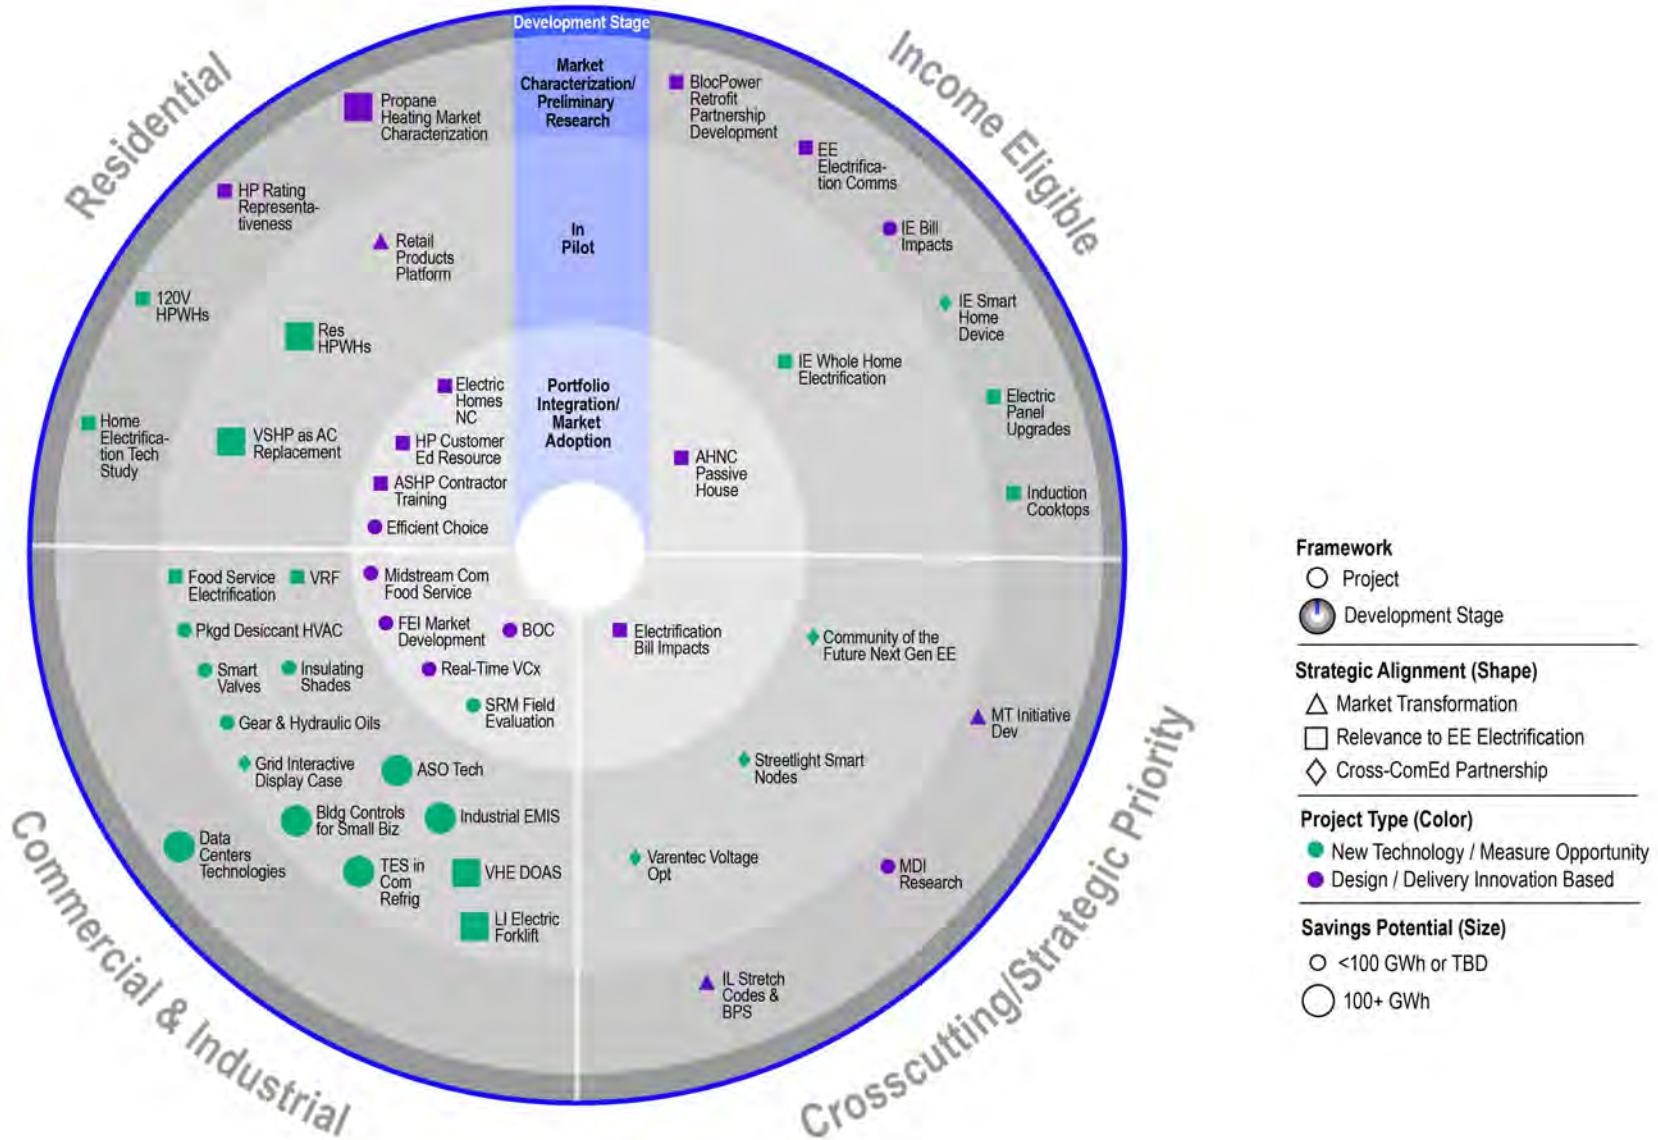 Development Stage
Market
Characterization/
Preliminary
Research
In
Pilot
Portfolio
Integration/
Market
Adoption
Residential
Propane
Heating Market
Characterization
HP Rating
Representa-
tiveness
Retail
Products
Platform
120V
HPWHs
Res
HPWHs
Electric
Homes
NC
Home
Electrifica-
tion Tech
Study
VSHP as AC
Replacement
HP Customer
Ed Resource
ASHP Contractor
Training
Efficient Choice
Income Eligible
BlocPower
Retrofit
Partnership
Development
EE
Electrifica-
tion Comms
IE Bill
Impacts
IE Smart
Home
Device
IE Whole Home
Electrification
Electric
Panel
Upgrades
AHNC
Passive
House
Induction
Cooktops
Commercial & Industrial
Food Service
Electrification
VRF
Midstream Com
Food Service
Pkgd Desiccant HVAC
FEI Market
Development
BOC
Smart
Valves
Insulating
Shades
Real-Time VCx
SRM Field
Evaluation
Gear & Hydraulic Oils
Grid Interactive
Display Case
ASO Tech
Bldg Controls
for Small Biz
Industrial EMIS
Data
Centers
Technologies
TES in
Com
Refrig
VHE DOAS
LI Electric
Forklift
Crosscutting/Strategic Priority
Electrification
Bill Impacts
Community of the
Future Next Gen EE
MT Initiative
Dev
Streetlight Smart
Nodes
Varentec Voltage
Opt
MDI
Research
IL Stretch
Codes &
BPS
Framework
Project
Development Stage
Strategic Alignment (Shape)
Market Transformation
Relevance to EE Electrification
Cross-ComEd Partnership
Project Type (Color)
New Technology / Measure Opportunity
Design / Delivery Innovation Based
Savings Potential (Size)
<100 GWh or TBD
100+ GWh